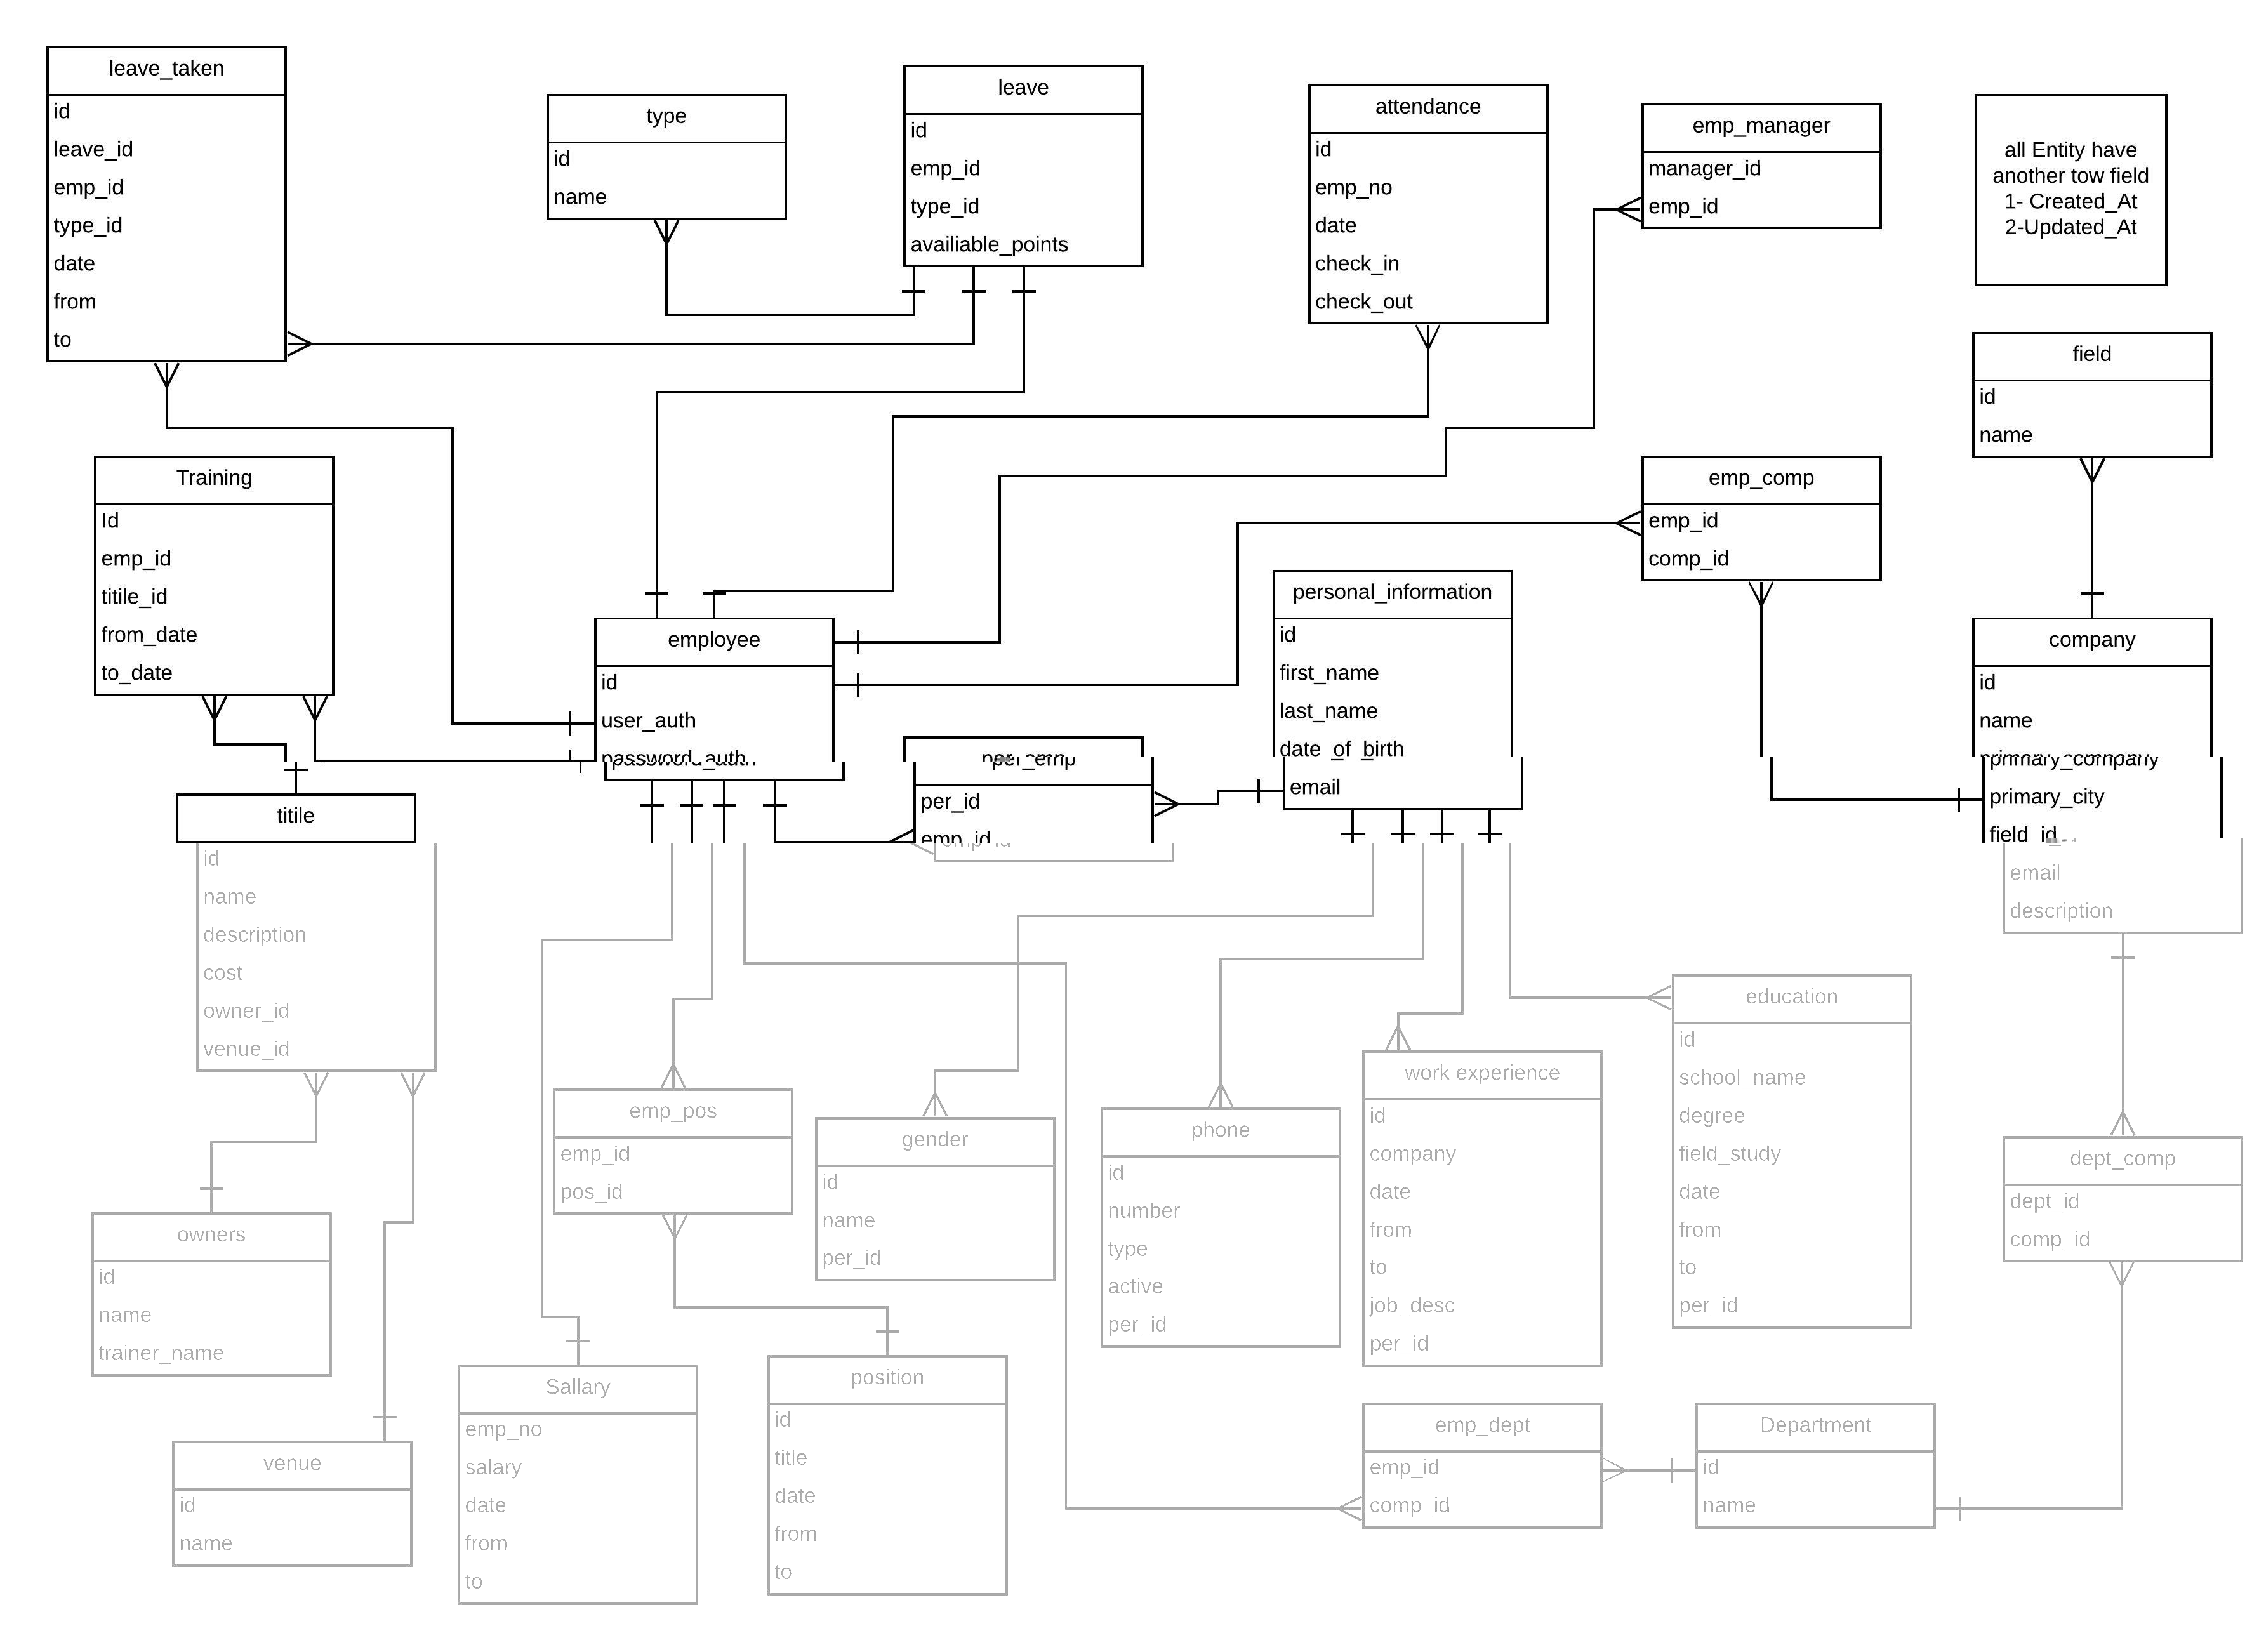 leave_taken
id
leave_id
emp_id
type_id
date
from
to
type
id
name
leave
id
emp_id
type_id
availiable_points
attendance
id
emp_no
date
check_in
check_out
emp_manager
manager_id
emp_id
all Entity have
another tow field
1- Created_At
2-Updated_At
field
id
name
Training
Id
emp_id
titile_id
from_date
to_date
emp_comp
emp_id
comp_id
employee
id
user_auth
password_auth
per_emp
per_id
emp_id
personal_information
id
first_name
last_name
date_of_birth
email
company
id
name
primary_company
primary_city
field_id
email
description
titile
id
name
description
cost
owner_id
venue_id
owners
id
name
trainer_name
venue
id
name
emp_pos
emp_id
pos_id
Sallary
emp_no
salary
date
from
to
gender
id
name
per_id
position
id
title
date
from
to
phone
id
number
type
active
per_id
work experience
id
company
date
from
to
job_desc
per_id
education
id
school_name
degree
field_study
date
from
to
per_id
dept_comp
dept_id
comp_id
emp_dept
emp_id
comp_id
Department
id
name